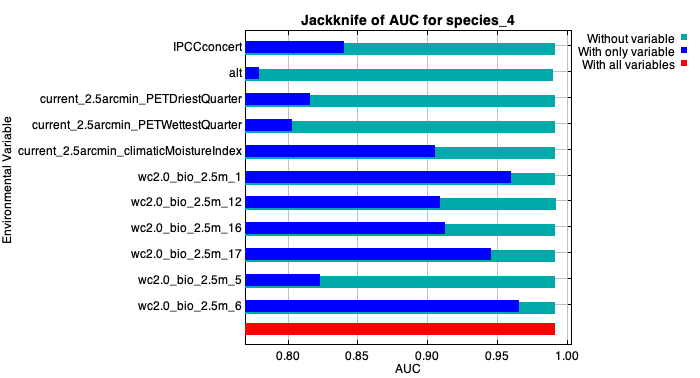 Jackknife of AUC for species_4
Without variable
With only variable
With all variables
Environmental Variable
IPCCconcert
alt
current_2.5arcmin_PETDriestQuarter
current_2.5arcmin_PETWettestQuarter
current_2.5arcmin_climaticMoistureIndex
wc2.0_bio_2.5m_1
wc2.0_bio_2.5m_12
wc2.0_bio_2.5m_16
wc2.0_bio_2.5m_17
wc2.0_bio_2.5m_5
wc2.0_bio_2.5m_6
0.80 0.85 0.90 0.95 1.00
AUC